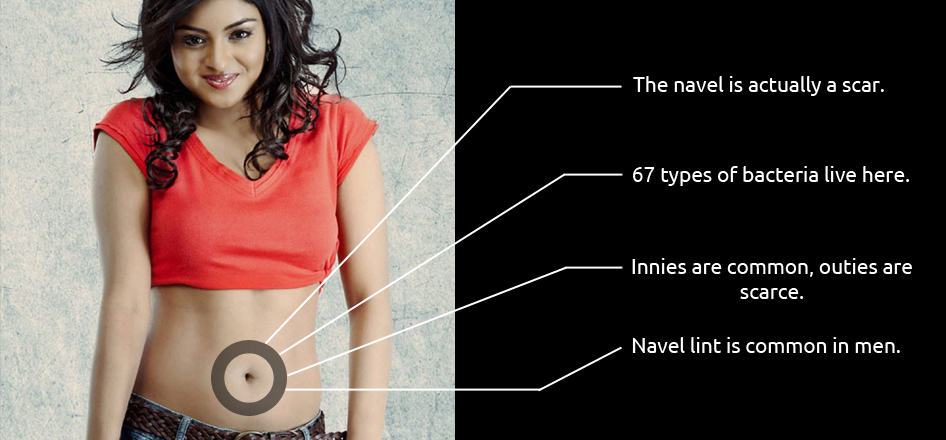 The navel is actually a scar.
67 types of bacteria live here.
Innies are common, outies are
scarce.
Navel lint is common in men.